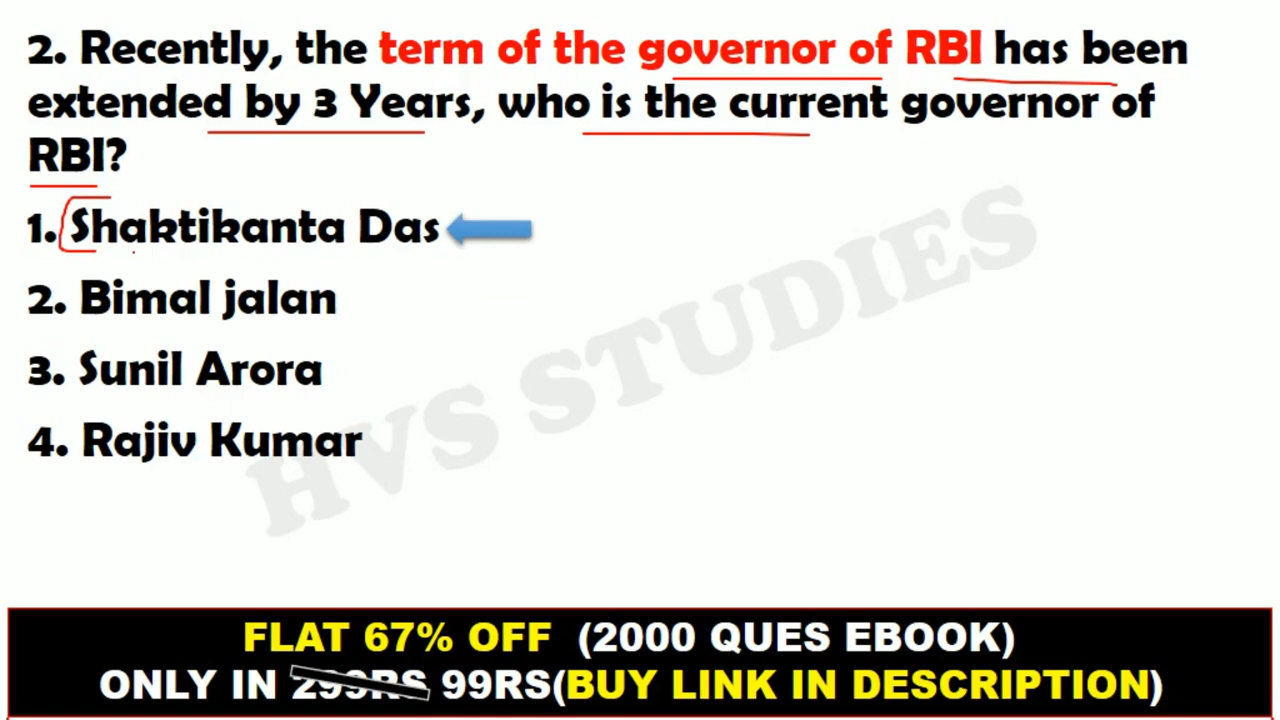 2. Recently, the term of the governor of RBI has been
extended by 3 Years, who is the current governor of
RBI?
1. Shaktikanta Das
2. Bimal jalan
3. Sunil Arora
4. Rajiv Kumar
HVS STUDIES
FLAT 67% OFF (2000 QUES EBOOK)
ONLY IN 299RS 99RS(BUY LINK IN DESCRIPTION)